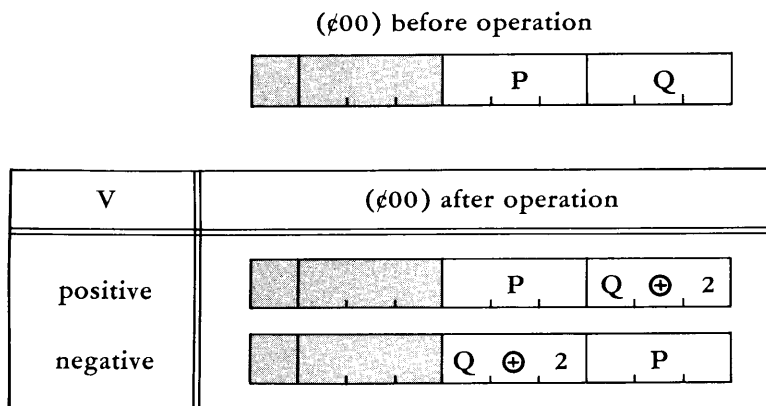 (¢00) before operation
P Q
V (¢00) after operation
positive P Q ⊕ 2
negative Q ⊕ 2 P